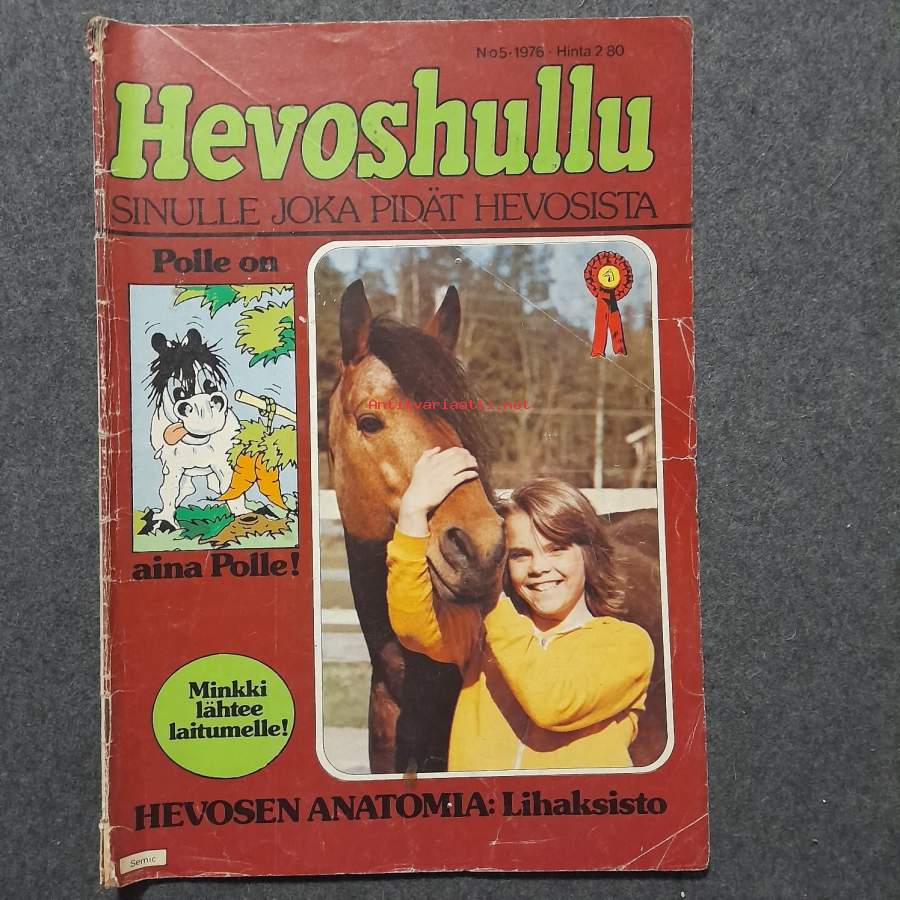 No5 · 1976 · Hinta 2 80
Hevoshullu
SINULLE JOKA PIDÄT HEVOSISTA
Polle on
aina Polle!
1
Antikvariaatti.net
Minkki
lähtee
laitumelle!
HEVOSEN ANATOMIA: Lihaksisto
Semic